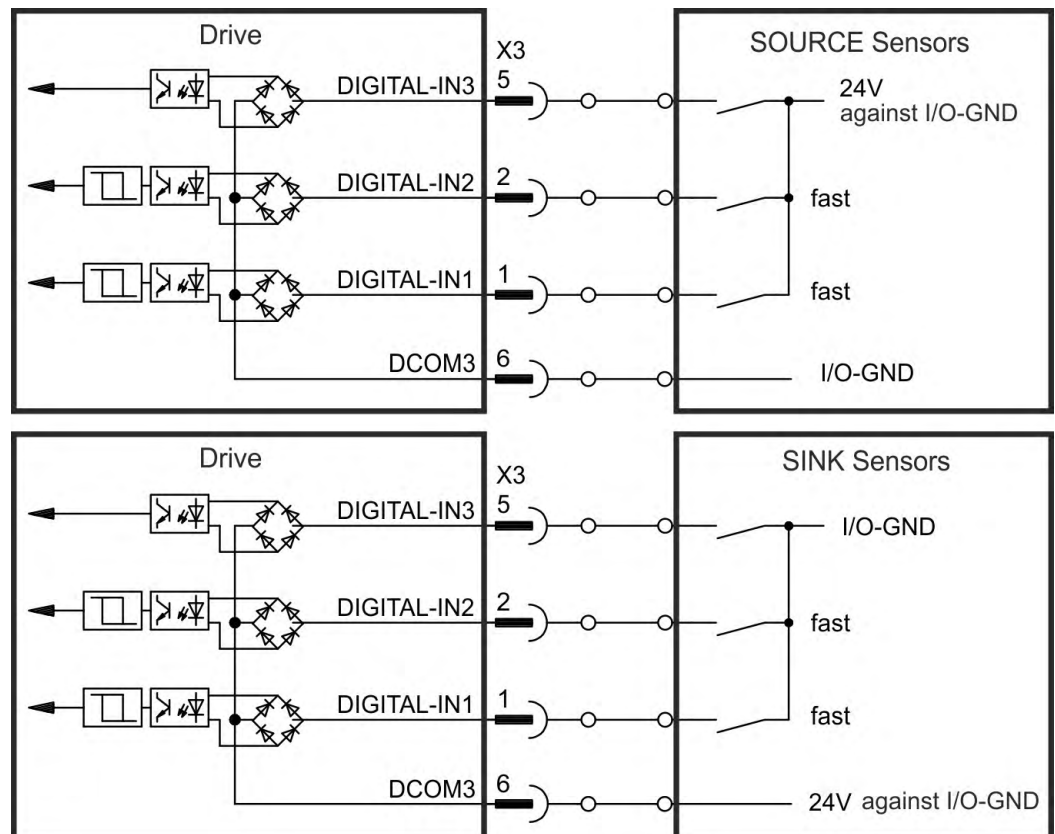 Drive
SOURCE Sensors
X3
DIGITAL-IN3
5
24V
against I/O-GND
DIGITAL-IN2
2
fast
DIGITAL-IN1
1
fast
DCOM3
6
I/O-GND
Drive
SINK Sensors
X3
DIGITAL-IN3
5
I/O-GND
DIGITAL-IN2
2
fast
DIGITAL-IN1
1
fast
DCOM3
6
24V against I/O-GND